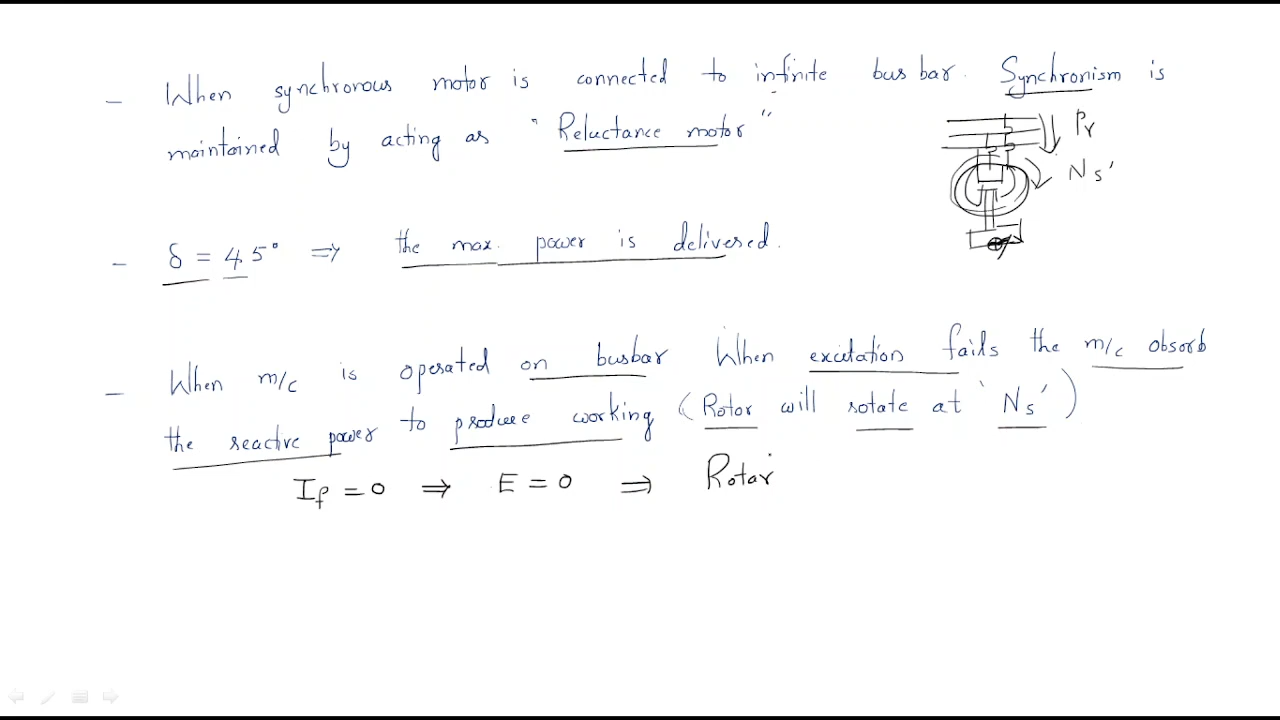 - When synchronous motor is connected to infinite bus bar. Synchronism is
maintained by acting as "Reluctance motor"
Pr
Ns'
- δ = 45° ⇒ the max. power is delivered.
- When m/c is operated on busbar When excitation fails the m/c absorb
the reactive power to produce working (Rotor will rotate at 'Ns')
If = 0 ⇒ E = 0 ⇒ Rotar